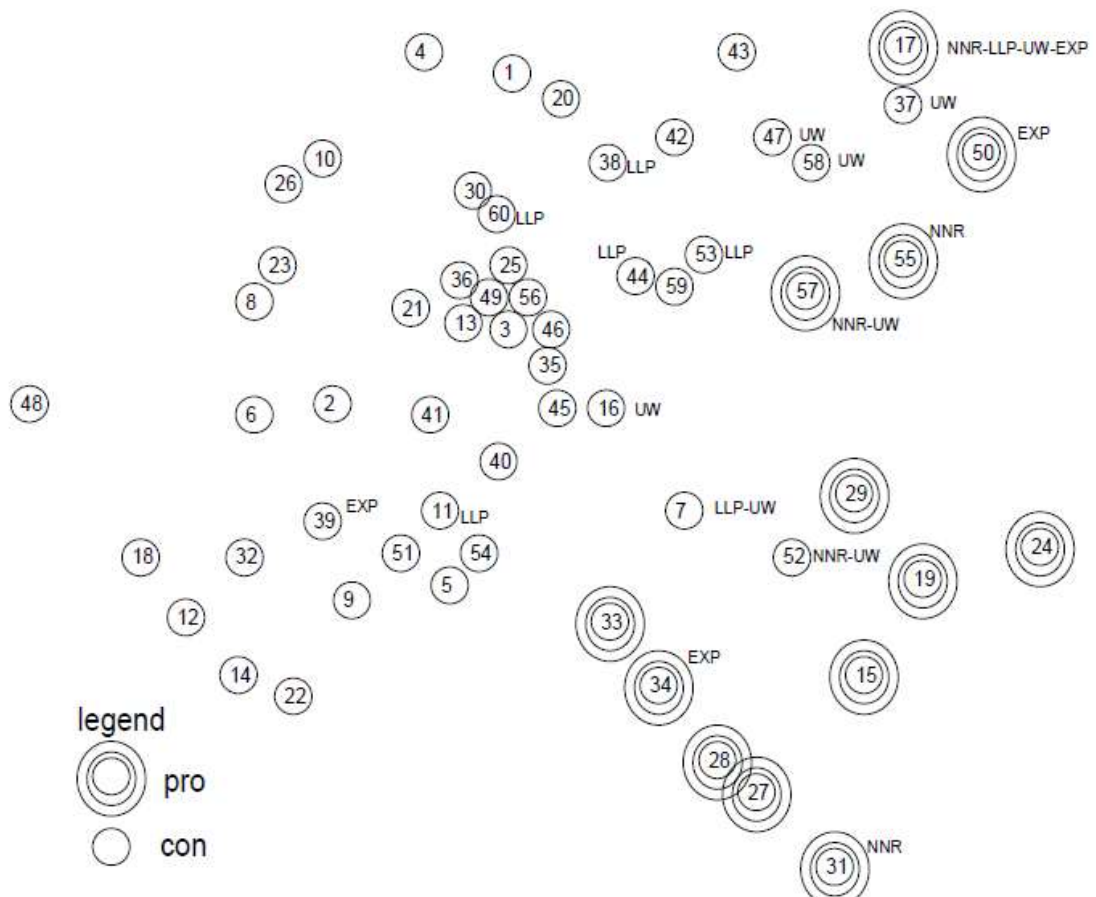 4
43
17 NNR-LLP-UW-EXP
1
20
37 UW
42
47 UW
EXP
50
38 LLP
58 UW
10
26
30
60 LLP
NNR
55
LLP
53 LLP
23
25
44
59
36
57
8
49
56
21
13
3
46
NNR-UW
35
48
2
6
41
45
16 UW
40
29
EXP
39
11 LLP
7 LLP-UW
24
18
32
51
54
52 NNR-UW
19
5
9
12
33
EXP
14
34
15
22
legend
28
pro
27
con
NNR
31